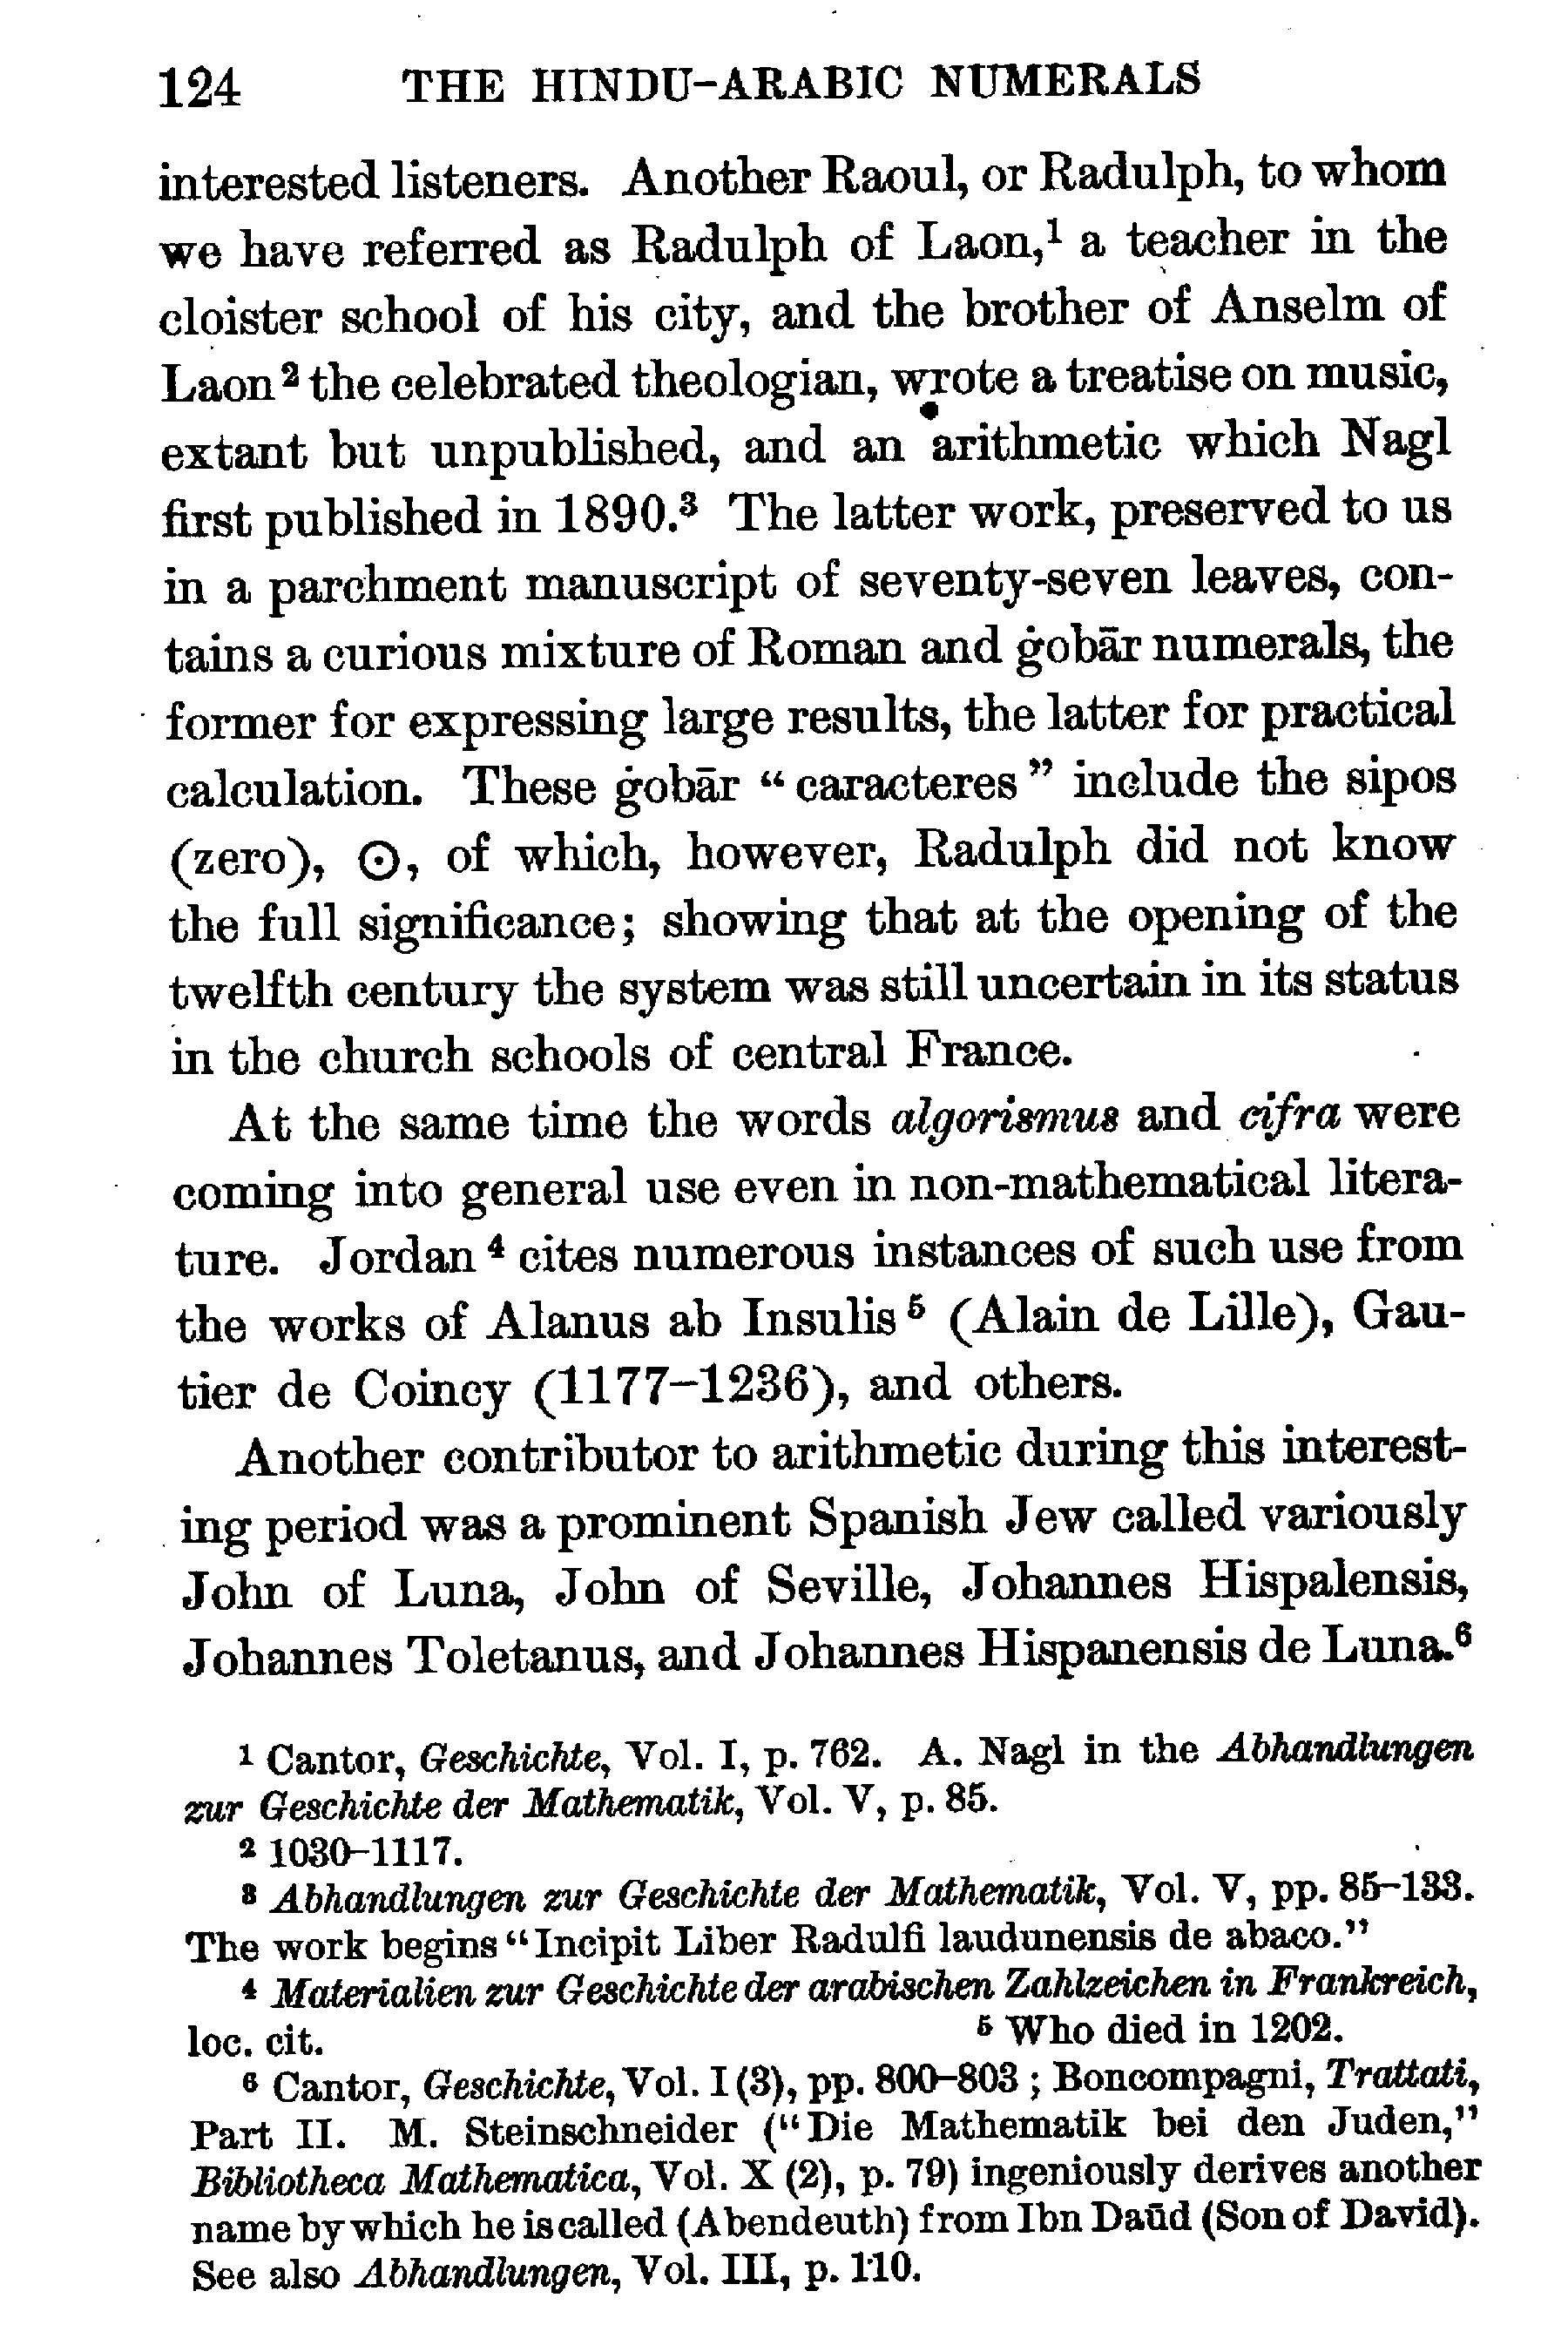 124 THE HINDU-ARABIC NUMERALS
interested listeners. Another Raoul, or Radulph, to whom
we have referred as Radulph of Laon,¹ a teacher in the
cloister school of his city, and the brother of Anselm of
Laon ² the celebrated theologian, wrote a treatise on music,
extant but unpublished, and an arithmetic which Nagl
first published in 1890.³ The latter work, preserved to us
in a parchment manuscript of seventy-seven leaves, con-
tains a curious mixture of Roman and ġobār numerals, the
former for expressing large results, the latter for practical
calculation. These ġobār “caracteres” include the sipos
(zero), ⊙, of which, however, Radulph did not know
the full significance; showing that at the opening of the
twelfth century the system was still uncertain in its status
in the church schools of central France.
At the same time the words algorismus and cifra were
coming into general use even in non-mathematical litera-
ture. Jordan ⁴ cites numerous instances of such use from
the works of Alanus ab Insulis ⁵ (Alain de Lille), Gau-
tier de Coincy (1177–1236), and others.
Another contributor to arithmetic during this interest-
ing period was a prominent Spanish Jew called variously
John of Luna, John of Seville, Johannes Hispalensis,
Johannes Toletanus, and Johannes Hispanensis de Luna.⁶
¹ Cantor, Geschichte, Vol. I, p. 762. A. Nagl in the Abhandlungen
zur Geschichte der Mathematik, Vol. V, p. 85.
² 1030–1117.
³ Abhandlungen zur Geschichte der Mathematik, Vol. V, pp. 85–133.
The work begins “Incipit Liber Radulfi laudunensis de abaco.”
⁴ Materialien zur Geschichte der arabischen Zahlzeichen in Frankreich,
loc. cit. ⁵ Who died in 1202.
⁶ Cantor, Geschichte, Vol. I (3), pp. 800–803 ; Boncompagni, Trattati,
Part II. M. Steinschneider (“Die Mathematik bei den Juden,”
Bibliotheca Mathematica, Vol. X (2), p. 79) ingeniously derives another
name by which he is called (Abendeuth) from Ibn Daūd (Son of David).
See also Abhandlungen, Vol. III, p. 110.